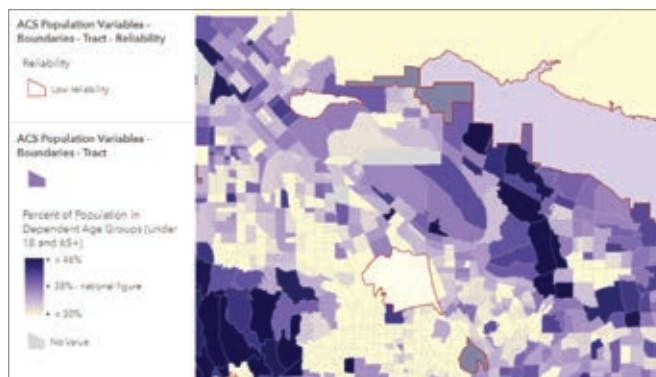 ACS Population Variables -
Boundaries - Tract - Reliability
Reliability
Low reliability
ACS Population Variables -
Boundaries - Tract
Percent of Population in
Dependent Age Groups (under
18 and 65+)
> 46%
38% - national figure
< 30%
No Value